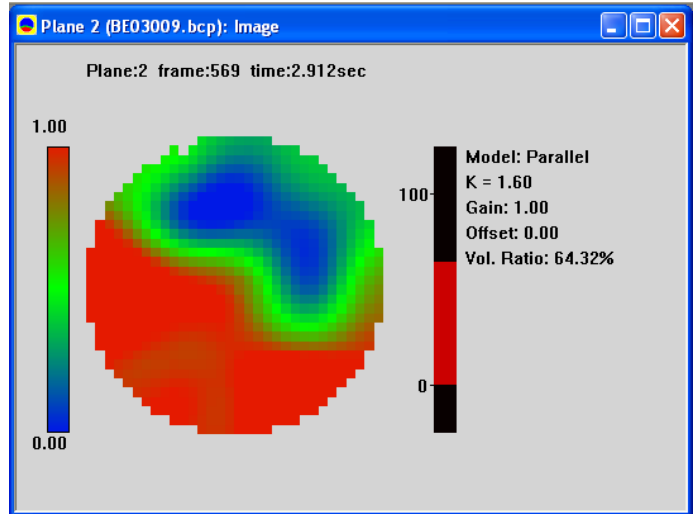 Plane 2 (BE03009.bcp): Image
Plane:2 frame:569 time:2.912sec
1.00
0.00
100
0
Model: Parallel
K = 1.60
Gain: 1.00
Offset: 0.00
Vol. Ratio: 64.32%